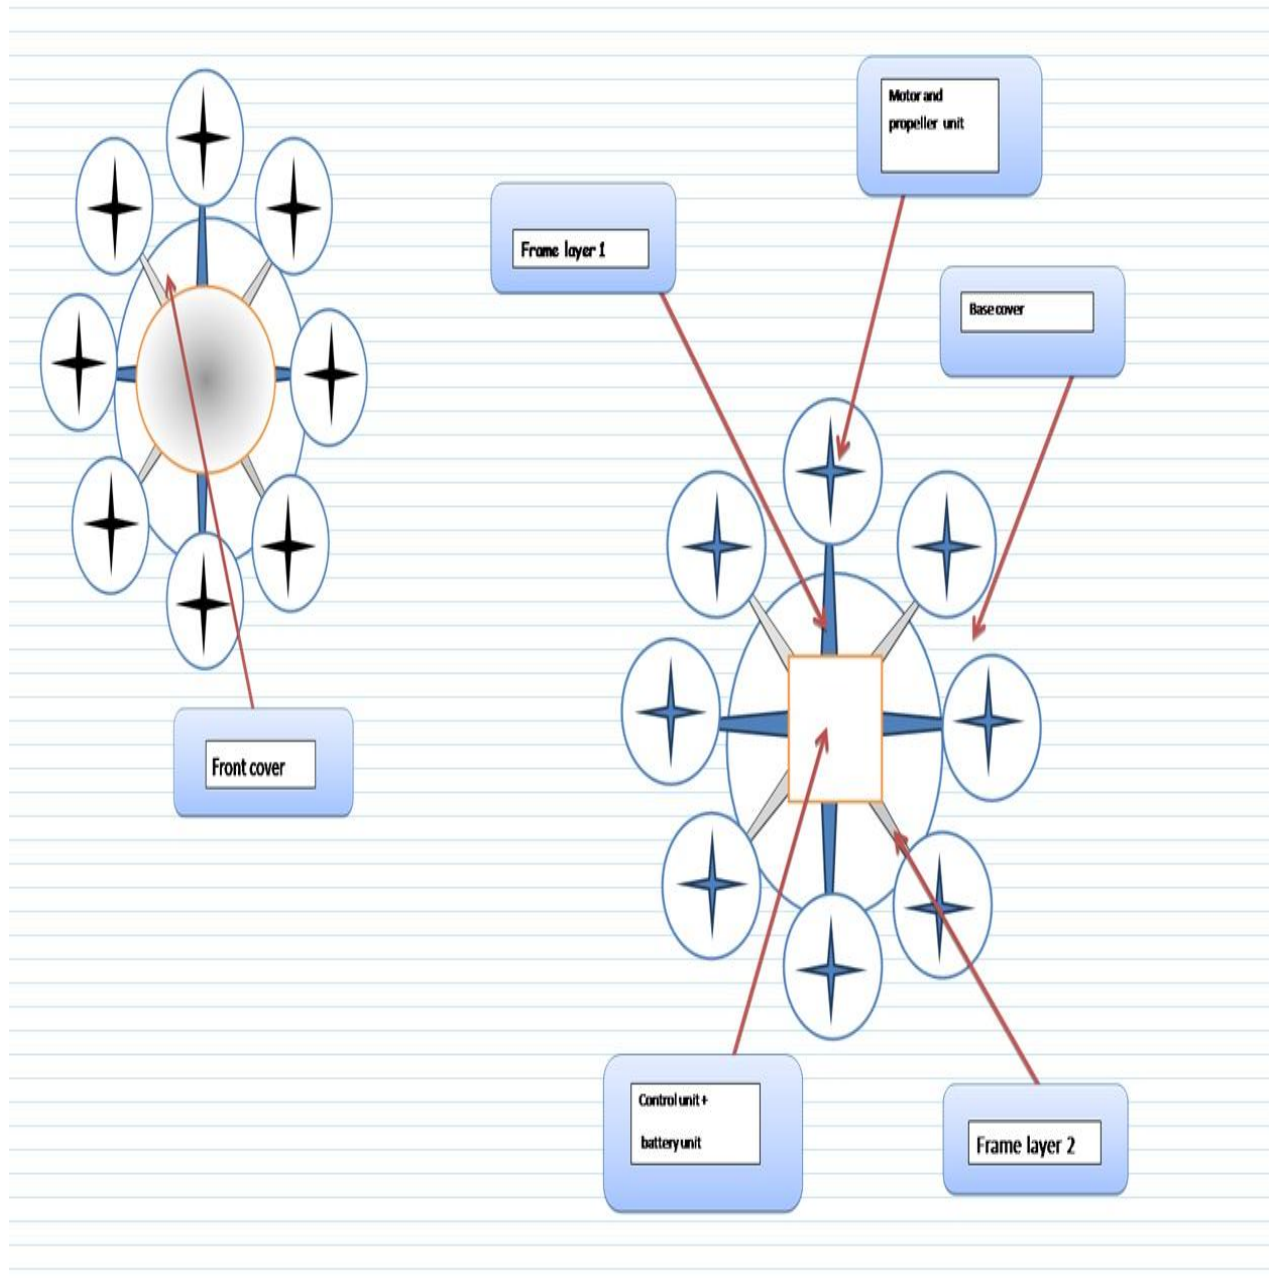 Motor and
propeller unit
Frame layer 1
Base cover
Front cover
Control unit +
battery unit
Frame layer 2